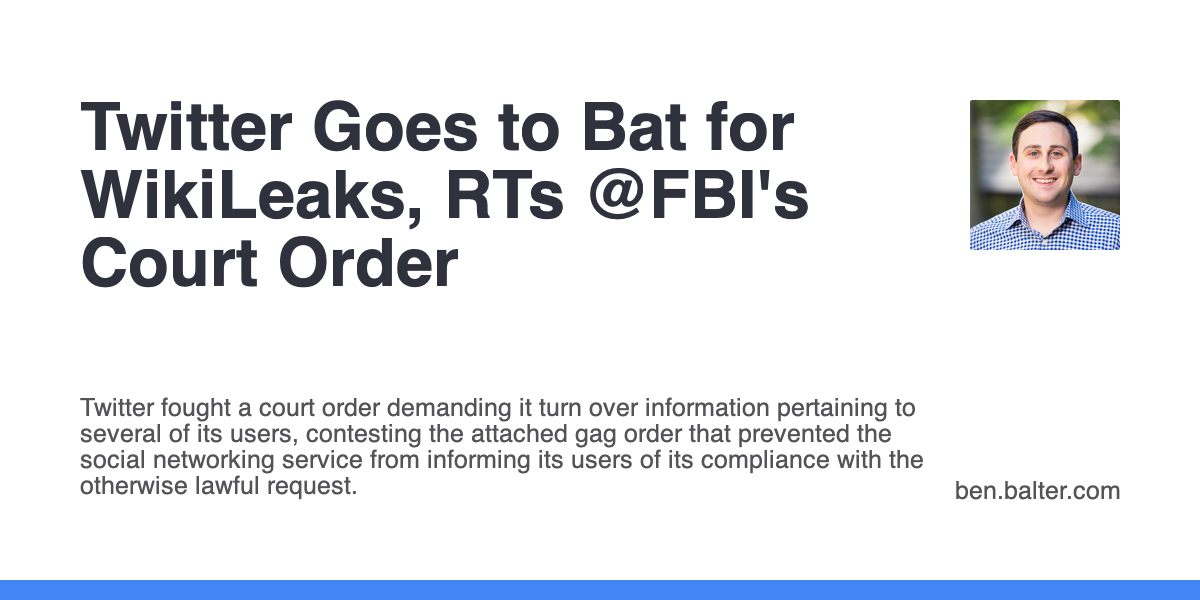 Twitter Goes to Bat for
WikiLeaks, RTs @FBI's
Court Order
Twitter fought a court order demanding it turn over information pertaining to
several of its users, contesting the attached gag order that prevented the
social networking service from informing its users of its compliance with the
otherwise lawful request.
ben.balter.com